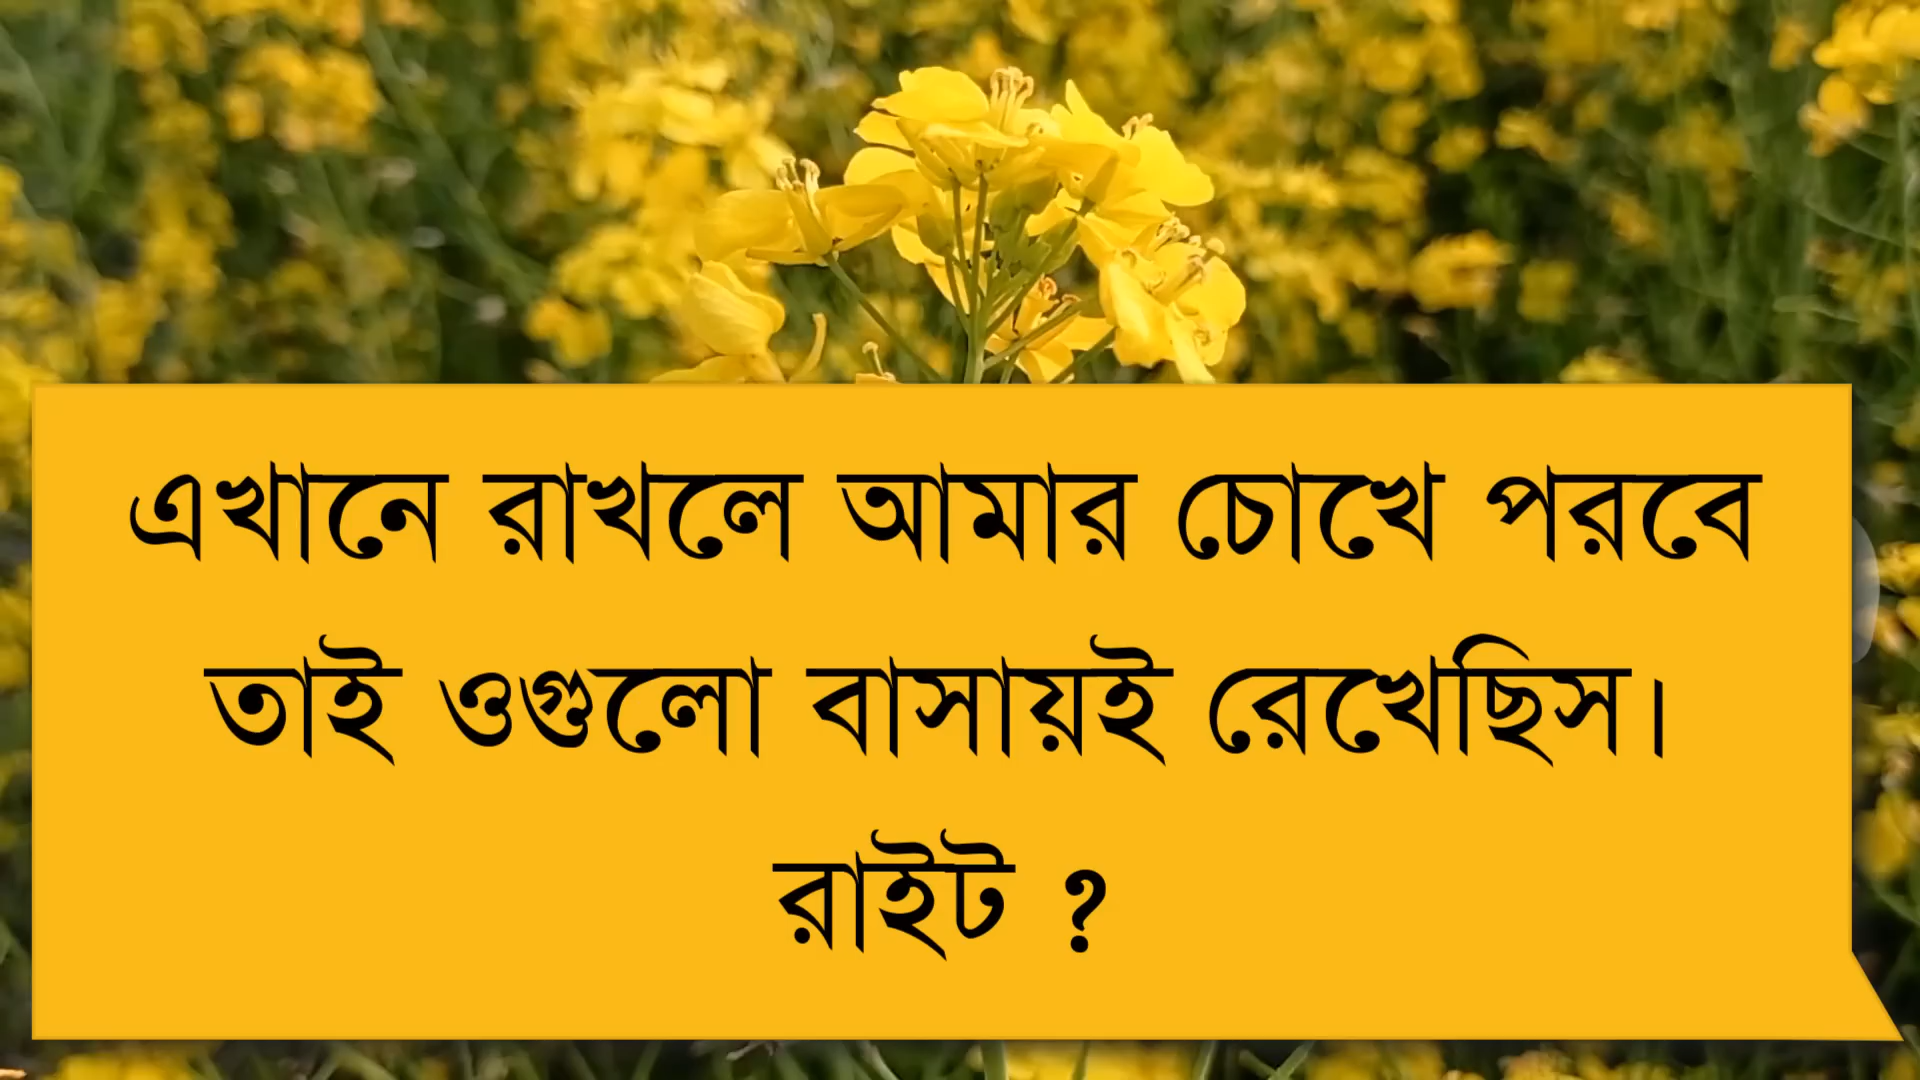 এখানে রাখলে আমার চোখে পরবে
তাই ওগুলো বাসায়ই রেখেছিস।
রাইট ?